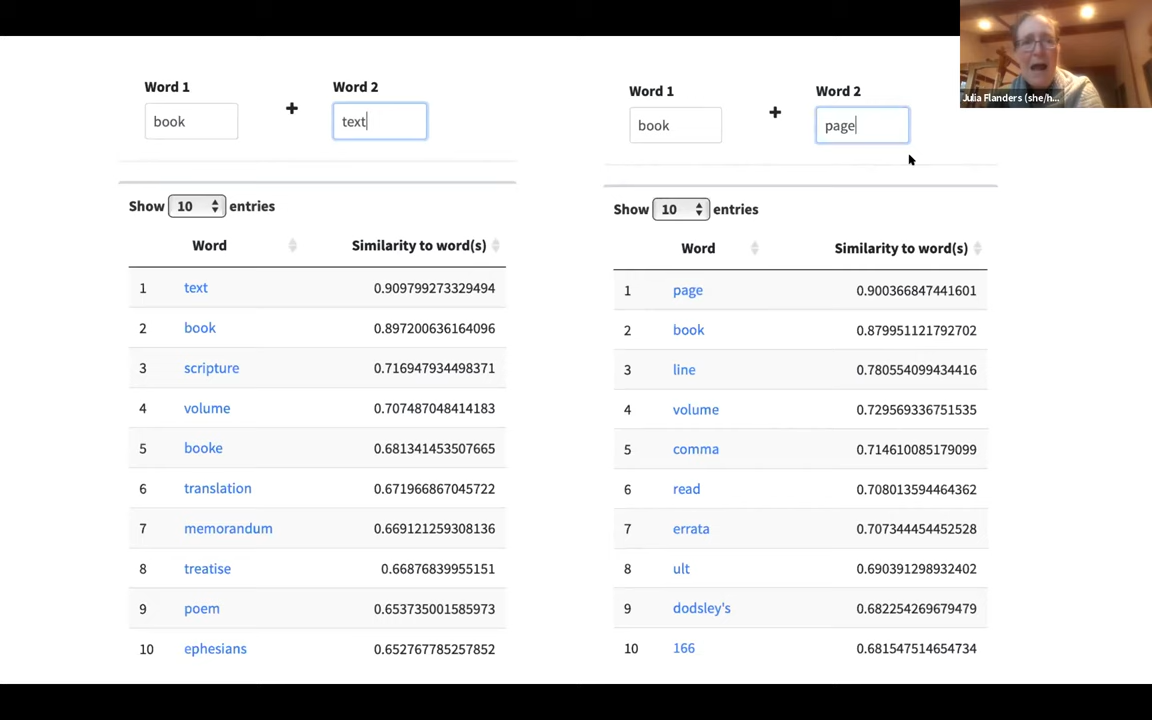 Word 1 Word 2
book + text
Show 10 entries
Word Similarity to word(s)
1 text 0.909799273329494
2 book 0.897200636164096
3 scripture 0.716947934498371
4 volume 0.707487048414183
5 booke 0.681341453507665
6 translation 0.671966867045722
7 memorandum 0.669121259308136
8 treatise 0.66876839955151
9 poem 0.653735001585973
10 ephesians 0.652767785257852
Word 1 Word 2
book + page
Show 10 entries
Word Similarity to word(s)
1 page 0.900366847441601
2 book 0.879951121792702
3 line 0.780554099434416
4 volume 0.729569336751535
5 comma 0.714610085179099
6 read 0.708013594464362
7 errata 0.707344454452528
8 ult 0.690391298932402
9 dodsley's 0.682254269679479
10 166 0.681547514654734
Julia Flanders (she/h...